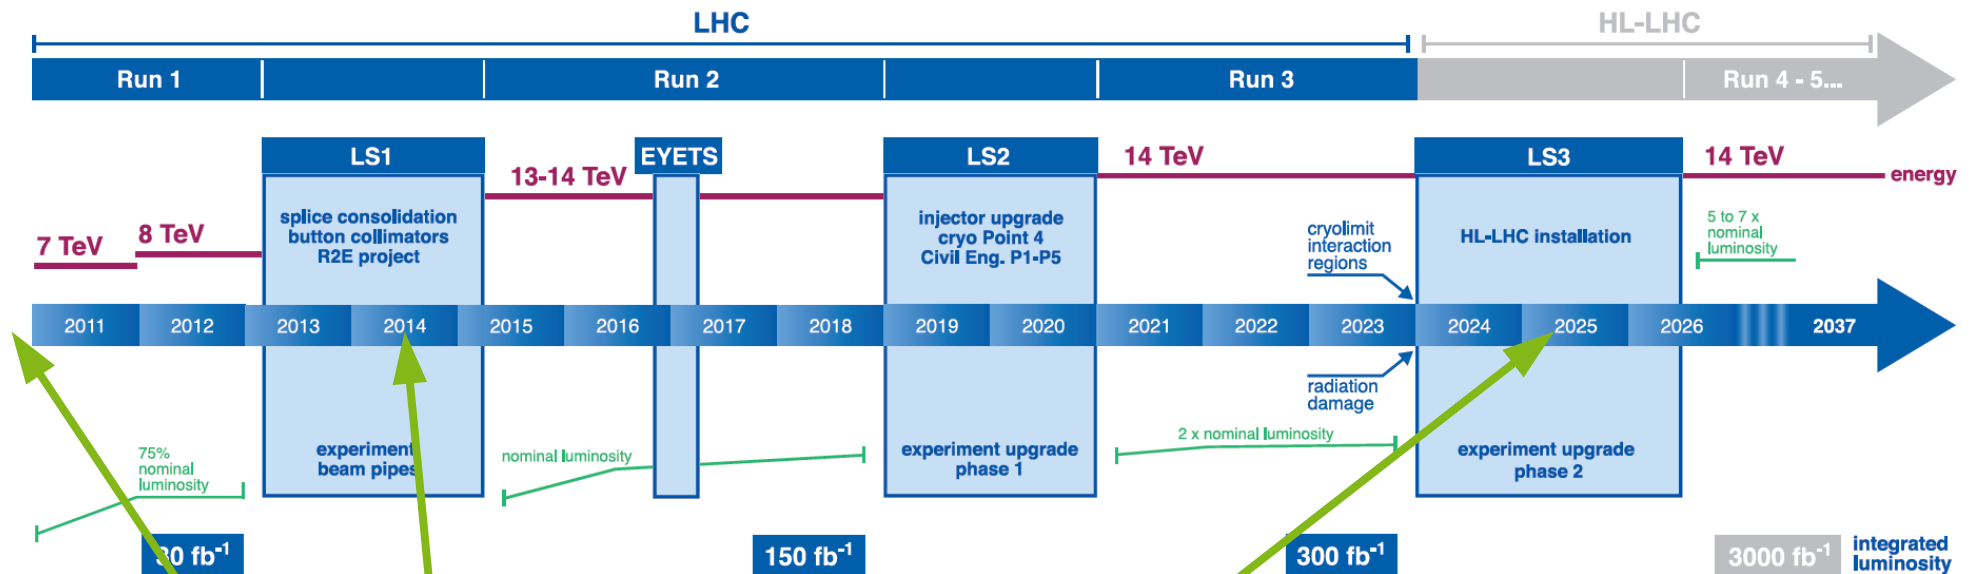 LHC
HL-LHC
Run 1
Run 2
Run 3
Run 4 - 5...
LS1
EYETS
LS2
14 TeV
LS3
14 TeV
energy
13-14 TeV
splice consolidation
button collimators
R2E project
injector upgrade
cryo Point 4
Civil Eng. P1-P5
cryolimit
interaction
regions
HL-LHC installation
5 to 7 x
nominal
luminosity
7 TeV
8 TeV
2011
2012
2013
2014
2015
2016
2017
2018
2019
2020
2021
2022
2023
2024
2025
2026
2037
radiation
damage
75%
nominal
luminosity
experiment
beam pipes
nominal luminosity
experiment upgrade
phase 1
2 x nominal luminosity
experiment upgrade
phase 2
30 fb⁻¹
150 fb⁻¹
300 fb⁻¹
3000 fb⁻¹
integrated
luminosity